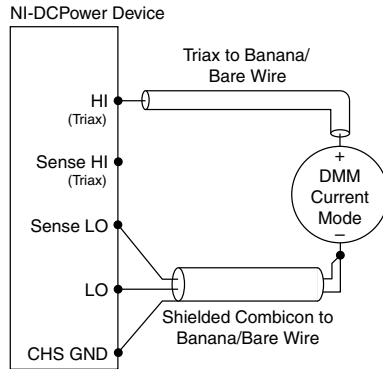 NI-DCPower Device
Triax to Banana/
Bare Wire
HI
(Triax)
Sense HI
(Triax)
+
DMM
Current
Mode
–
Sense LO
LO
Shielded Combicon to
Banana/Bare Wire
CHS GND